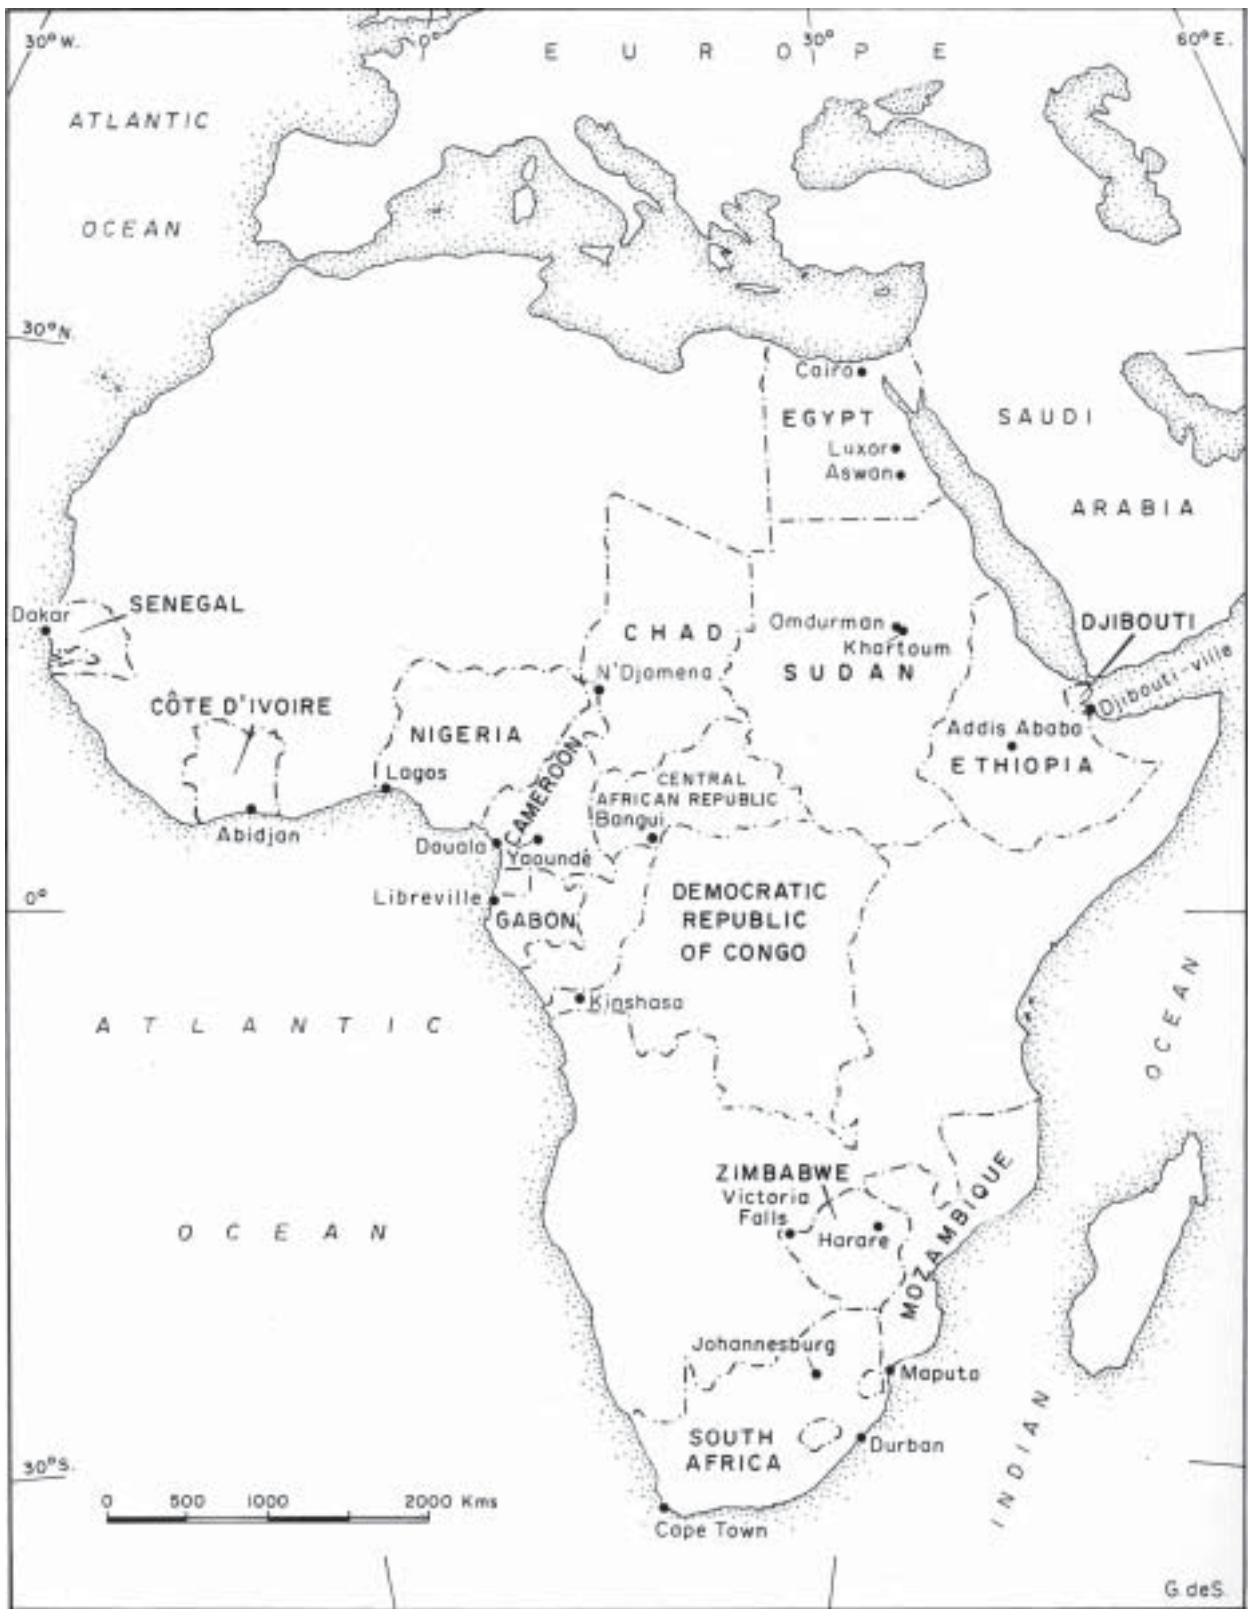 30°W.
0°
30°
60°E.
EUROPE
ATLANTIC
OCEAN
30°N.
Cairo
EGYPT
SAUDI
Luxor
Aswan
ARABIA
SENEGAL
Dakar
CHAD
Omdurman
Khartoum
DJIBOUTI
SUDAN
N'Djamena
Djibouti-ville
CÔTE D'IVOIRE
NIGERIA
Addis Ababa
ETHIOPIA
Lagos
CAMEROON
CENTRAL
AFRICAN REPUBLIC
Bangui
Abidjan
Douala
Yaoundé
Libreville
0°
GABON
DEMOCRATIC
REPUBLIC
OF CONGO
Kinshasa
ATLANTIC
OCEAN
ZIMBABWE
Victoria
Falls
Harare
MOZAMBIQUE
OCEAN
Johannesburg
Maputo
SOUTH
AFRICA
Durban
INDIAN
30°S.
0 500 1000 2000 Kms
Cape Town
G.deS.